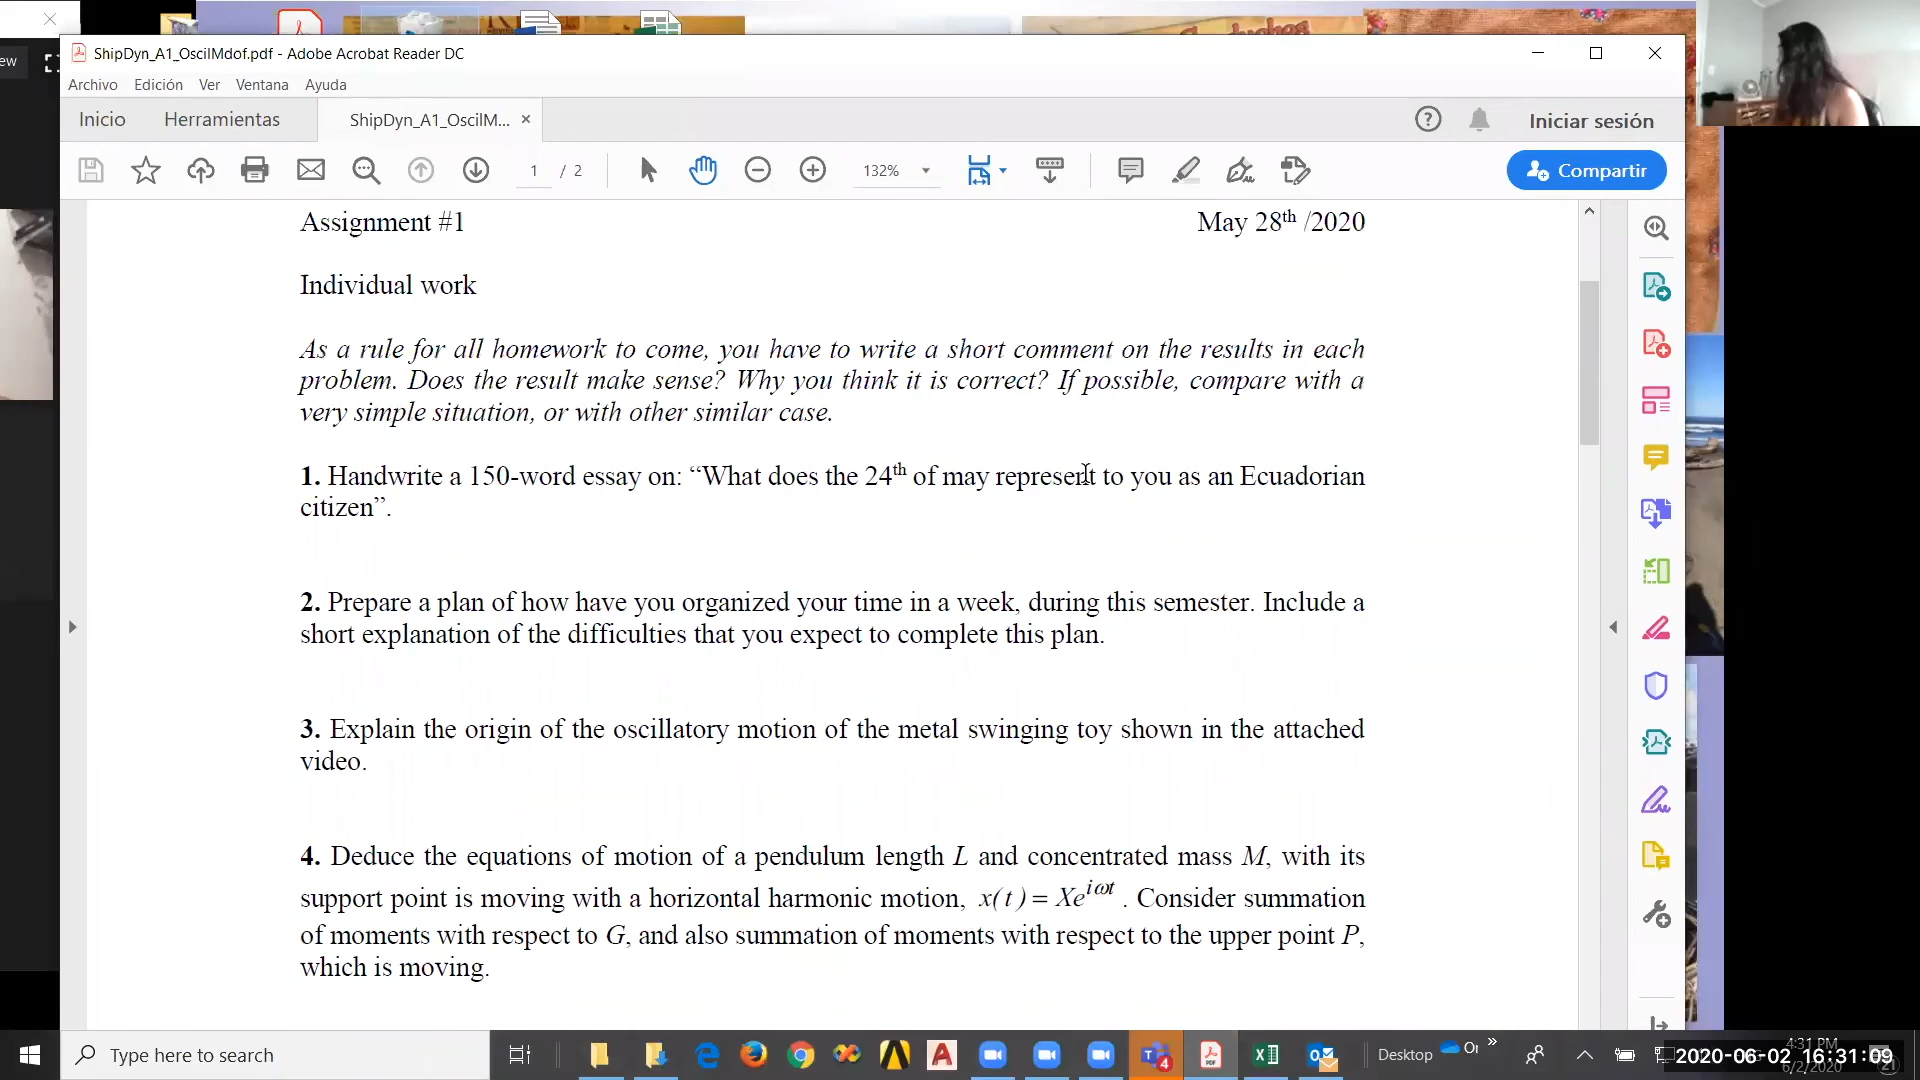 ew
ShipDyn_A1_OscilMdof.pdf - Adobe Acrobat Reader DC
Archivo Edición Ver Ventana Ayuda
Inicio Herramientas ShipDyn_A1_OscilM... Iniciar sesión
1 / 2 132% Compartir
Assignment #1 May 28th /2020
Individual work
As a rule for all homework to come, you have to write a short comment on the results in each
problem. Does the result make sense? Why you think it is correct? If possible, compare with a
very simple situation, or with other similar case.
1. Handwrite a 150-word essay on: “What does the 24th of may represent to you as an Ecuadorian
citizen”.
2. Prepare a plan of how have you organized your time in a week, during this semester. Include a
short explanation of the difficulties that you expect to complete this plan.
3. Explain the origin of the oscillatory motion of the metal swinging toy shown in the attached
video.
4. Deduce the equations of motion of a pendulum length L and concentrated mass M, with its
support point is moving with a horizontal harmonic motion, x(t) = Xe^{iωt} . Consider summation
of moments with respect to G, and also summation of moments with respect to the upper point P,
which is moving.
Type here to search
Desktop
4:31 PM
2020-06-02 16:31:09
6/2/2020